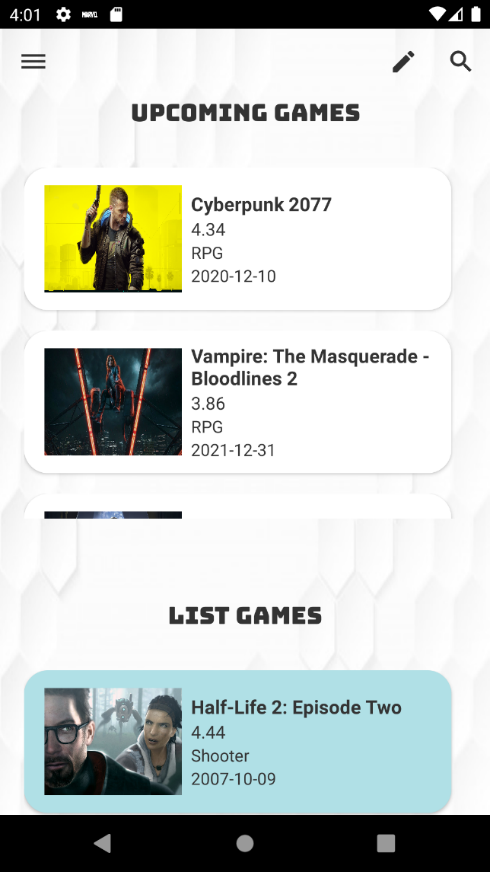 4:01
MARVEL
UPCOMING GAMES
Cyberpunk 2077
4.34
RPG
2020-12-10
Vampire: The Masquerade -
Bloodlines 2
3.86
RPG
2021-12-31
LIST GAMES
Half-Life 2: Episode Two
4.44
Shooter
2007-10-09